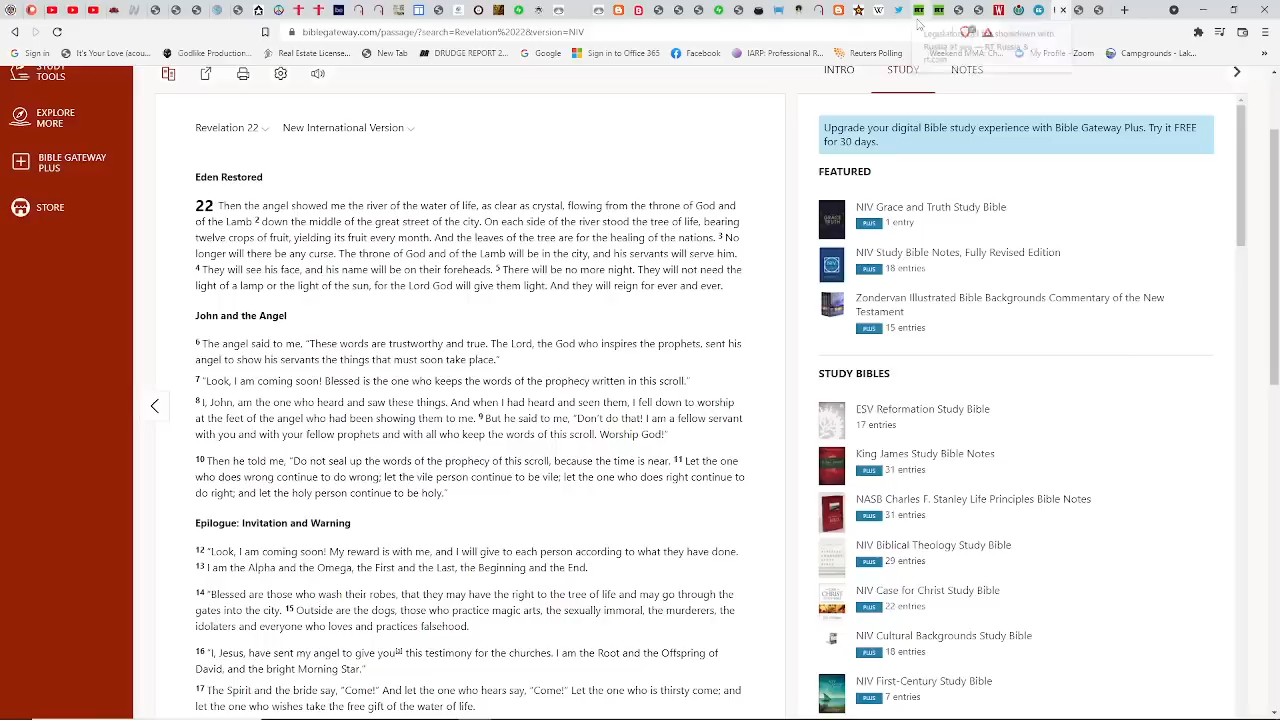 biblegateway.com/passage/?search=Revelation%2022&version=NIV
Legal
showdown with
Russia
RT
Russia &
rt.com
Sign in
It's Your Love (acou...
Godlike Producti...
New Tab
DRUDGE REPORT 2...
Sign in to Office 365
Facebook
IARP: Professional R...
Reuters Polling
Weekend MMA: Ch...
My Profile - Zoom
Campgrounds - Lak...
STUDY
TOOLS
EXPLORE
MORE
BIBLE GATEWAY
PLUS
STORE
Revelation 22
New International Version
Eden Restored
22 Then the angel showed me the river of the water of life, as clear as crystal, flowing from the throne of God and
of the Lamb 2 down the middle of the great street of the city. On each side of the river stood the tree of life, bearing
twelve crops of fruit, yielding its fruit every month. And the leaves of the tree are for the healing of the nations. 3 No
longer will there be any curse. The throne of God and of the Lamb will be in the city, and his servants will serve him.
4 They will see his face, and his name will be on their foreheads. 5 There will be no more night. They will not need the
light of a lamp or the light of the sun, for the Lord God will give them light. And they will reign for ever and ever.
John and the Angel
6 The angel said to me, “These words are trustworthy and true. The Lord, the God who inspires the prophets, sent his
angel to show his servants the things that must soon take place.”
7 “Look, I am coming soon! Blessed is the one who keeps the words of the prophecy written in this scroll.”
8 I, John, am the one who heard and saw these things. And when I had heard and seen them, I fell down to worship
at the feet of the angel who had been showing them to me. 9 But he said to me, “Don’t do that! I am a fellow servant
with you and with your fellow prophets and with all who keep the words of this scroll. Worship God!”
10 Then he told me, “Do not seal up the words of the prophecy of this scroll, because the time is near. 11 Let the one
who does wrong continue to do wrong; let the vile person continue to be vile; let the one who does right continue to
do right; and let the holy person continue to be holy.”
Epilogue: Invitation and Warning
12 “Look, I am coming soon! My reward is with me, and I will give to each person according to what they have done.
13 I am the Alpha and the Omega, the First and the Last, the Beginning and the End.
14 “Blessed are those who wash their robes, that they may have the right to the tree of life and may go through the
gates into the city. 15 Outside are the dogs, those who practice magic arts, the sexually immoral, the murderers, the
idolaters and everyone who loves and practices falsehood.
16 “I, Jesus, have sent my angel to give you[a] this testimony for the churches. I am the Root and the Offspring of
David, and the bright Morning Star.”
17 The Spirit and the bride say, “Come!” And let the one who hears say, “Come!” Let the one who is thirsty come; and
let the one who wishes take the free gift of the water of life.
INTRO
STUDY
NOTES
Upgrade your digital Bible study experience with Bible Gateway Plus. Try it FREE
for 30 days.
FEATURED
NIV Grace and Truth Study Bible
PLUS 1 entry
NIV Study Bible Notes, Fully Revised Edition
PLUS 18 entries
Zondervan Illustrated Bible Backgrounds Commentary of the New
Testament
PLUS 15 entries
STUDY BIBLES
ESV Reformation Study Bible
17 entries
King James Study Bible Notes
PLUS 31 entries
NASB Charles F. Stanley Life Principles Bible Notes
PLUS 31 entries
NIV Biblical Theology Study Bible
PLUS 29 entries
NIV Case for Christ Study Bible
PLUS 22 entries
NIV Cultural Backgrounds Study Bible
PLUS 18 entries
NIV First-Century Study Bible
PLUS 7 entries